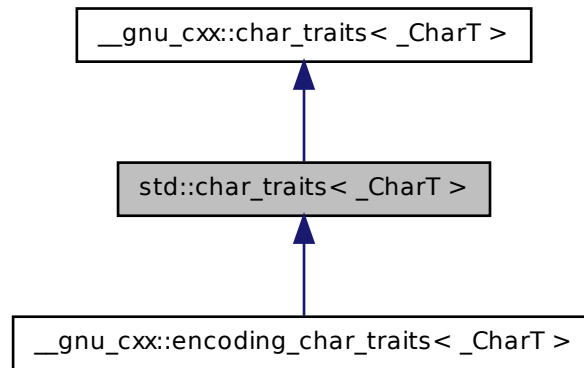 __gnu_cxx::char_traits< _CharT >
std::char_traits< _CharT >
__gnu_cxx::encoding_char_traits< _CharT >